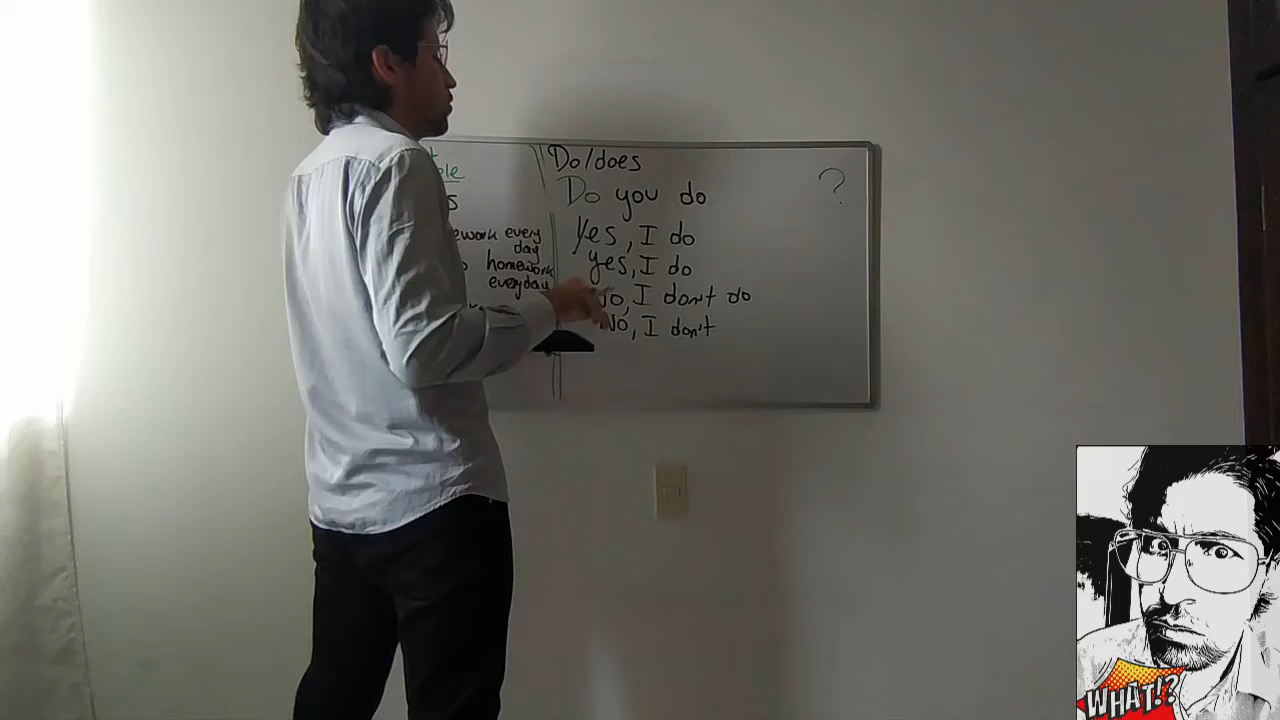 Do/does
Do you do ?
Yes, I do
yes, I do
No, I don't do
No, I don't
ework every
day
homework
everyday
WHAT!?